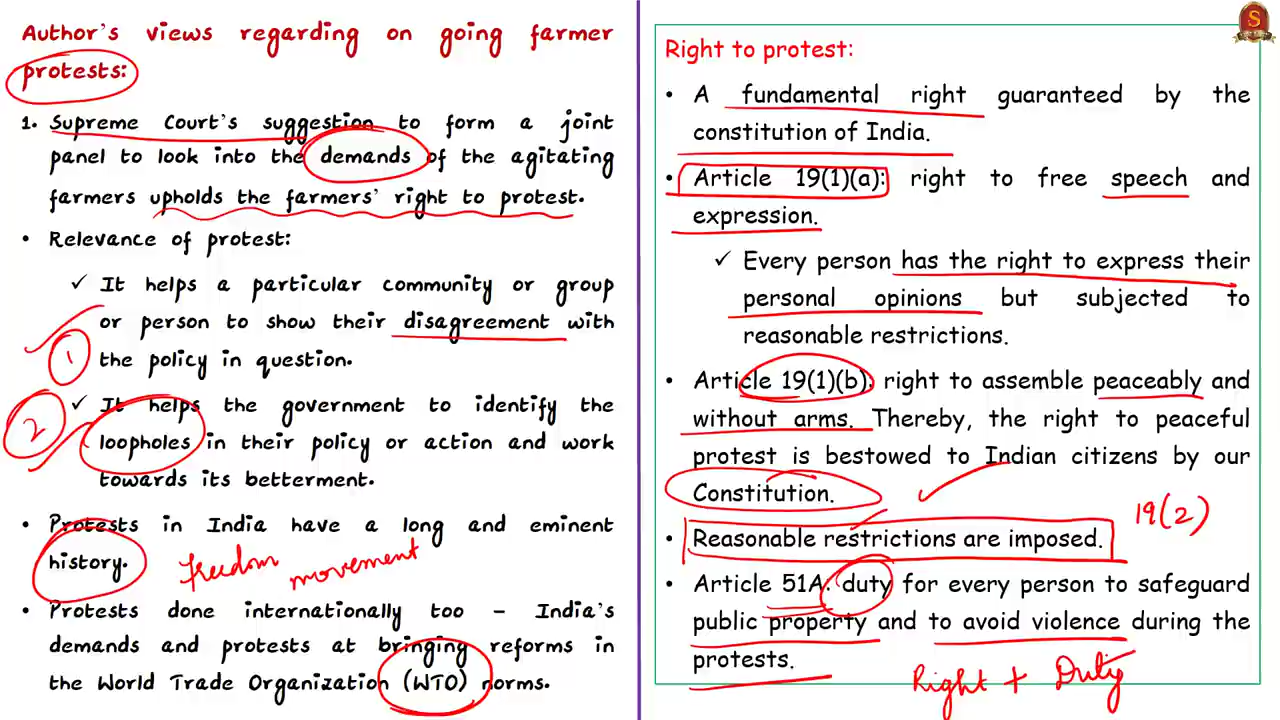 Author's views regarding on going farmer
protests:
1. Supreme Court's suggestion to form a joint
panel to look into the demands of the agitating
farmers upholds the farmers' right to protest.
• Relevance of protest:
✓ It helps a particular community or group
or person to show their disagreement with
the policy in question.
1
✓ It helps the government to identify the
2
loopholes in their policy or action and work
towards its betterment.
• Protests in India have a long and eminent
history.
freedom movement
• Protests done internationally too - India's
demands and protests at bringing reforms in
the World Trade Organization (WTO) norms.
S
Right to protest:
• A fundamental right guaranteed by the
constitution of India.
• Article 19(1)(a): right to free speech and
expression.
✓ Every person has the right to express their
personal opinions but subjected to
reasonable restrictions.
• Article 19(1)(b): right to assemble peaceably and
without arms. Thereby, the right to peaceful
protest is bestowed to Indian citizens by our
Constitution.
19(2)
• Reasonable restrictions are imposed.
• Article 51A: duty for every person to safeguard
public property and to avoid violence during the
protests.
Right + Duty